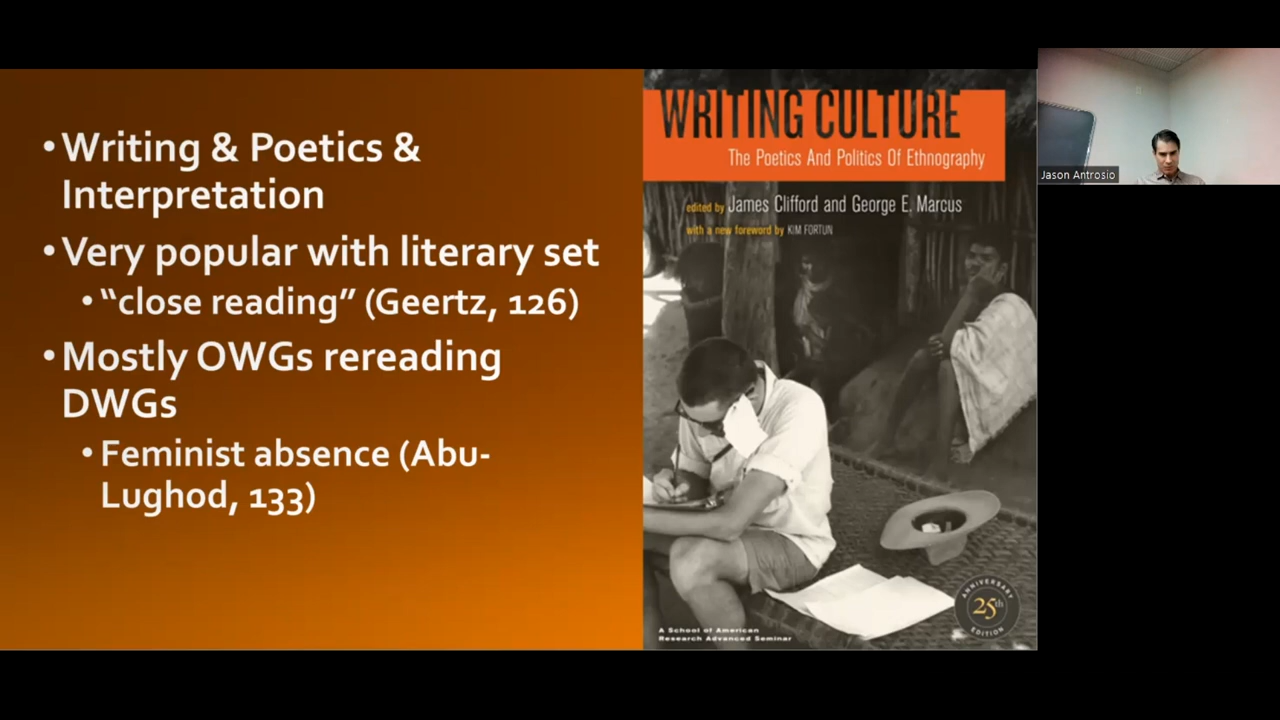 • Writing & Poetics &
Interpretation
• Very popular with literary set
• “close reading” (Geertz, 126)
• Mostly OWGs rereading
DWGs
• Feminist absence (Abu-
Lughod, 133)
WRITING CULTURE
The Poetics And Politics Of Ethnography
edited by James Clifford and George E. Marcus
with a new foreword by KIM FORTUN
ANNIVERSARY
25th
EDITION
A School of American
Research Advanced Seminar
Jason Antrosio